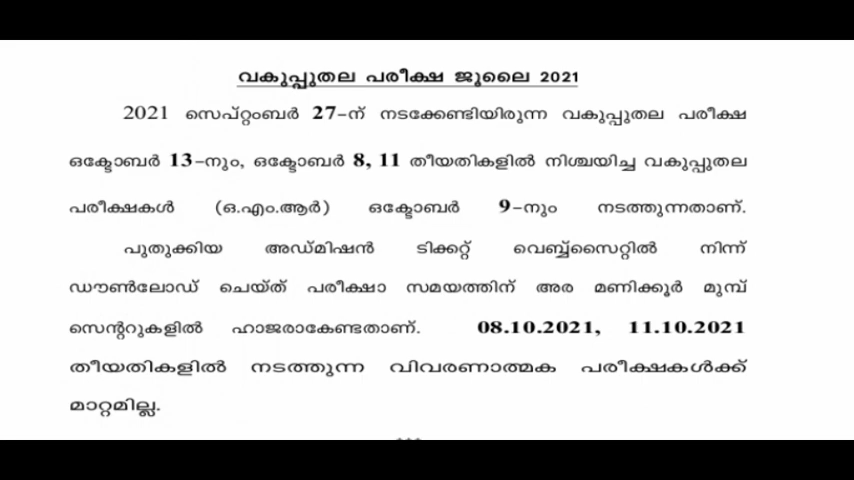 വകുപ്പുതല പരീക്ഷ ജൂലൈ 2021
2021 സെപ്റ്റംബർ 27-ന് നടക്കേണ്ടിയിരുന്ന വകുപ്പുതല പരീക്ഷ
ഒക്ടോബർ 13-നും, ഒക്ടോബർ 8, 11 തീയതികളിൽ നിശ്ചയിച്ച വകുപ്പുതല
പരീക്ഷകൾ (ഒ.എം.ആർ) ഒക്ടോബർ 9-നും നടത്തുന്നതാണ്.
പുതുക്കിയ അഡ്മിഷൻ ടിക്കറ്റ് വെബ്ബ്സൈറ്റിൽ നിന്ന്
ഡൗൺലോഡ് ചെയ്ത് പരീക്ഷാ സമയത്തിന് അര മണിക്കൂർ മുമ്പ്
സെന്ററുകളിൽ ഹാജരാകേണ്ടതാണ്. 08.10.2021, 11.10.2021
തീയതികളിൽ നടത്തുന്ന വിവരണാത്മക പരീക്ഷകൾക്ക്
മാറ്റമില്ല.
***